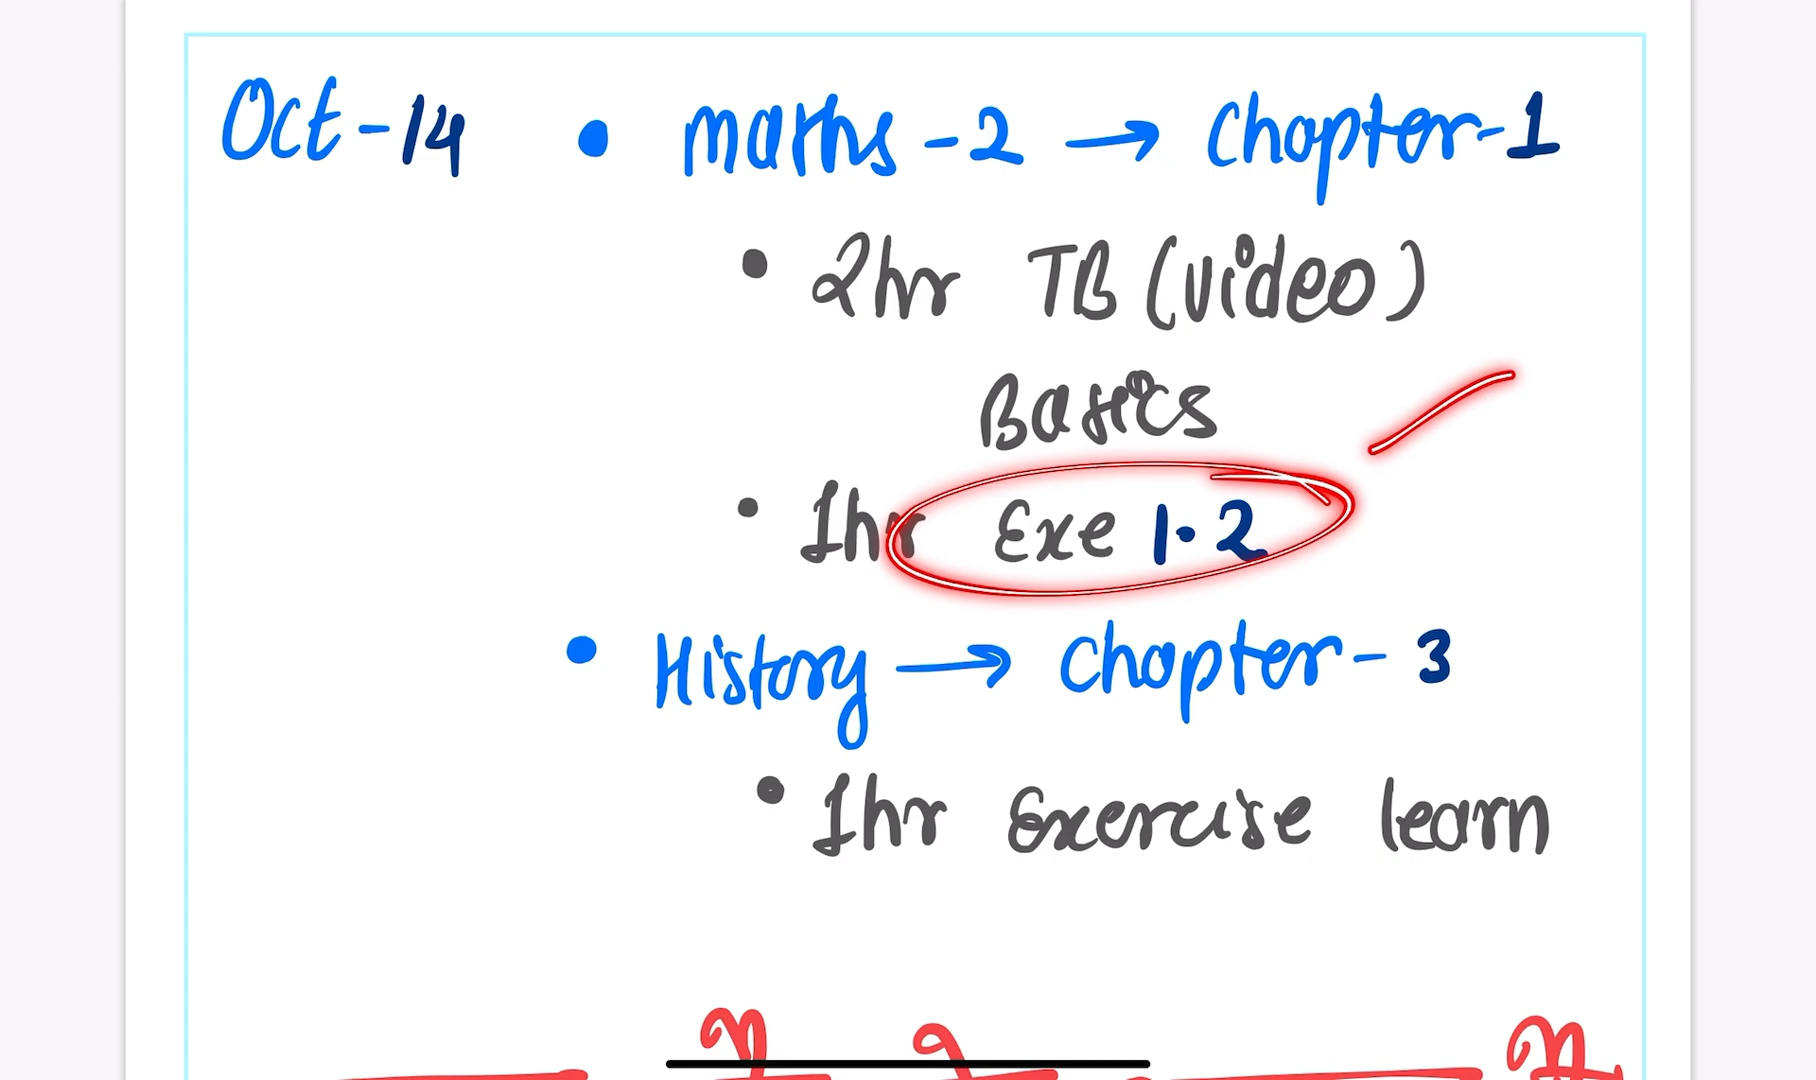 Oct-14 • maths-2 → Chapter-1
• 2hr TB (video)
Basics
• 1hr Exe 1.2
• History → Chapter-3
• 1hr Exercise learn